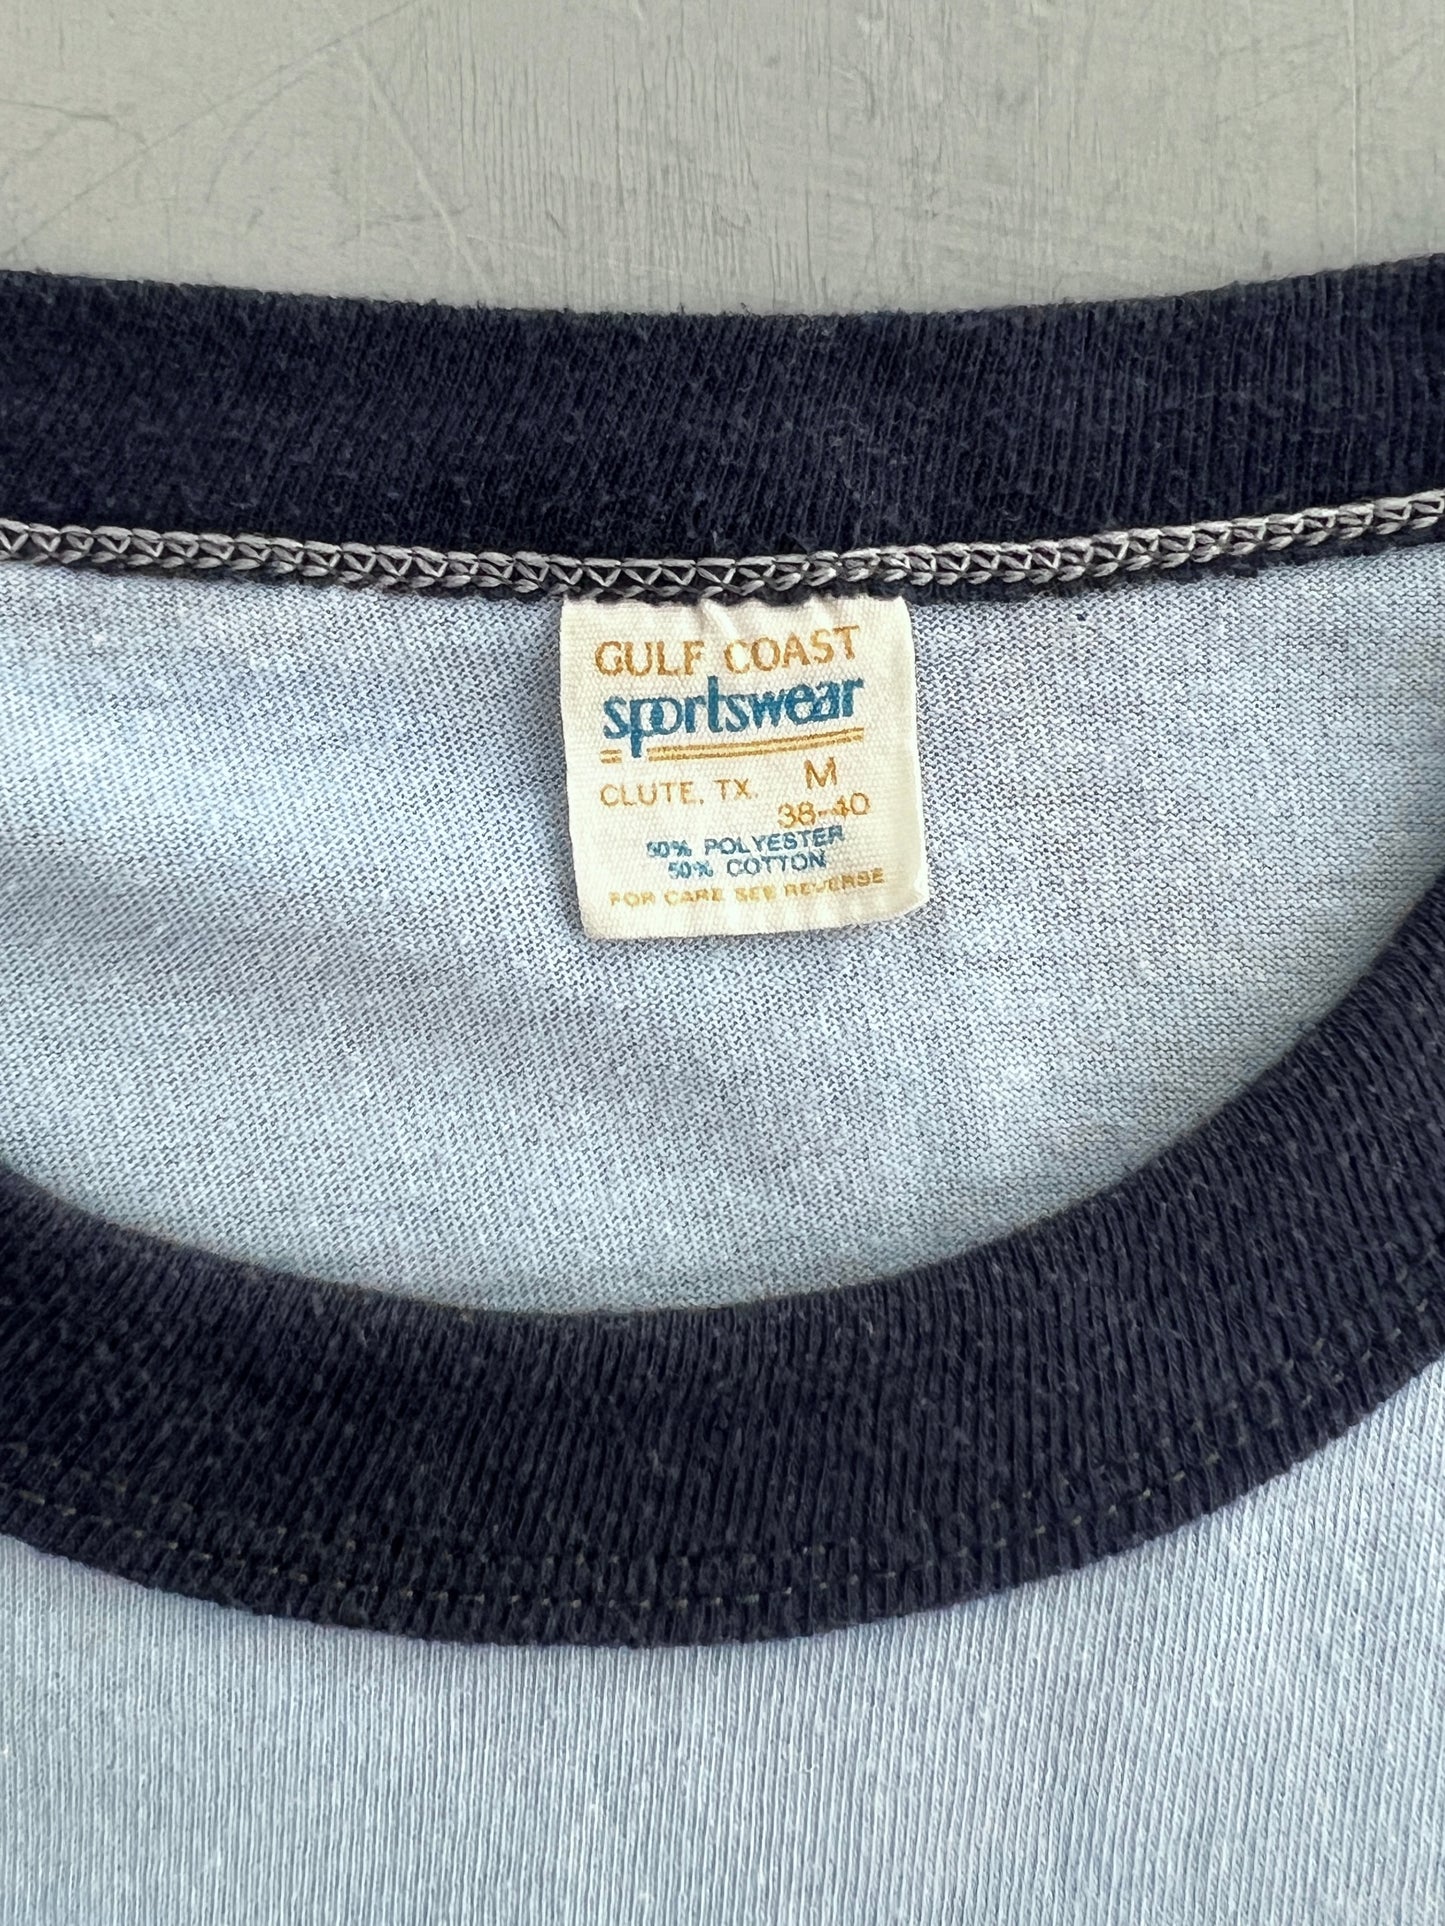 GULF COAST
sportswear
CLUTE, TX. M
38-40
50% POLYESTER
50% COTTON
FOR CARE SEE REVERSE